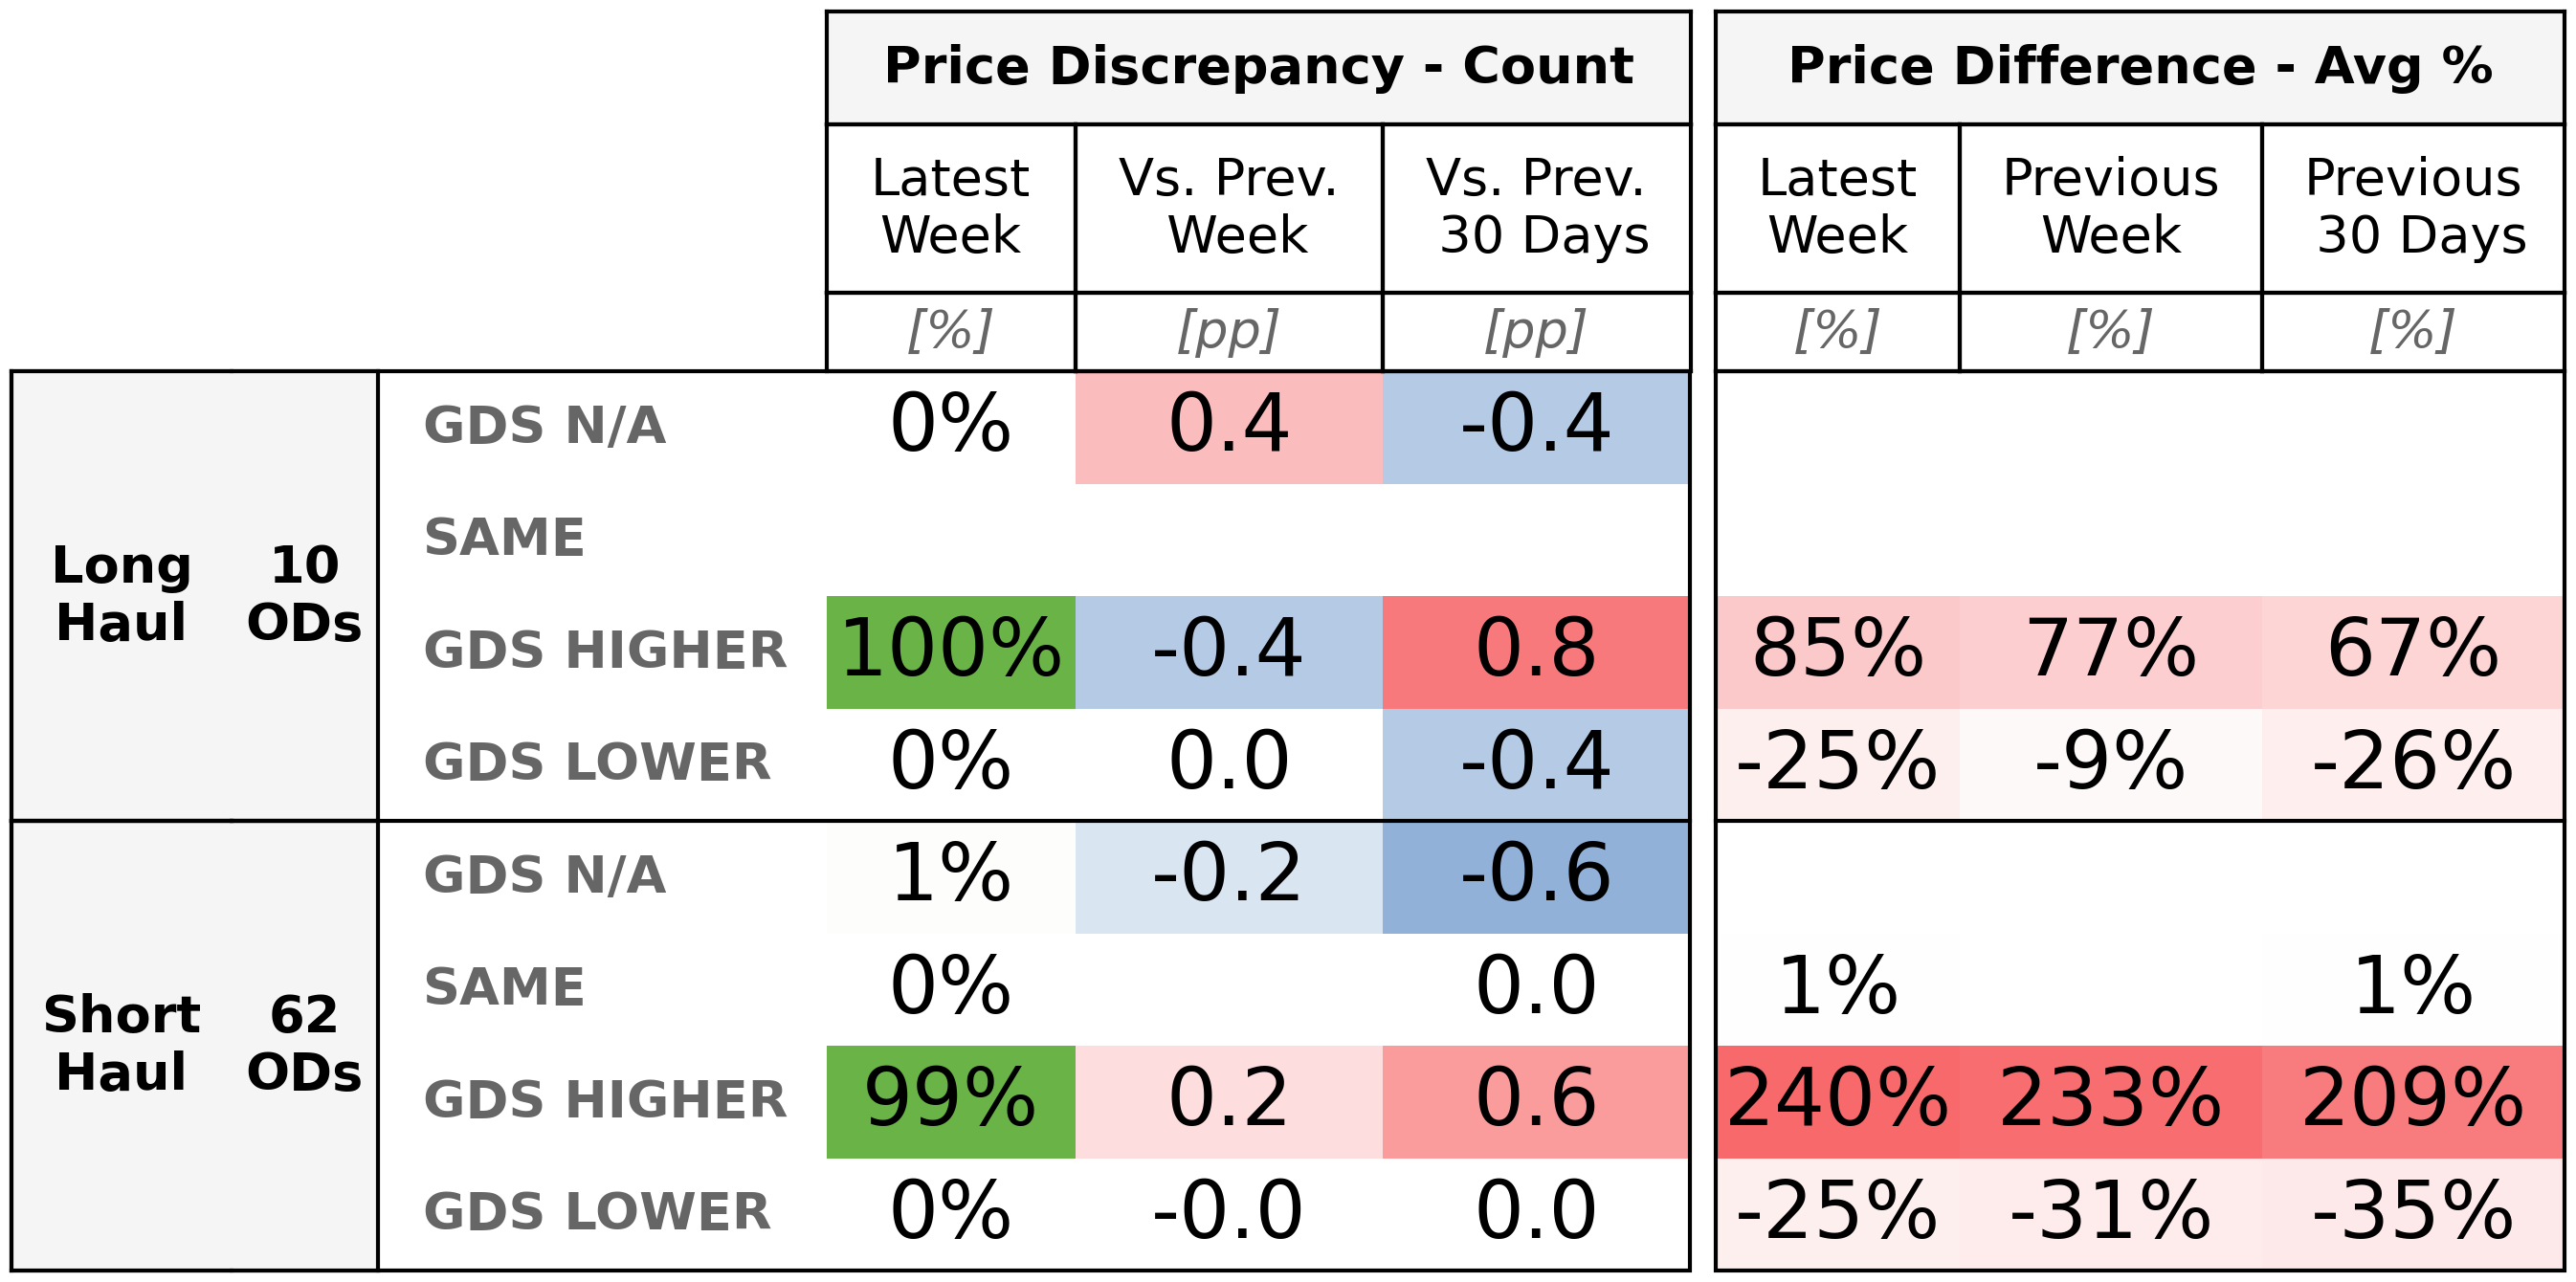 Price Discrepancy - Count Price Difference - Avg %
Latest Week Vs. Prev. Week Vs. Prev. 30 Days Latest Week Previous Week Previous 30 Days
[%] [pp] [pp] [%] [%] [%]
Long Haul 10 ODs
GDS N/A 0% 0.4 -0.4
SAME
GDS HIGHER 100% -0.4 0.8 85% 77% 67%
GDS LOWER 0% 0.0 -0.4 -25% -9% -26%
Short Haul 62 ODs
GDS N/A 1% -0.2 -0.6
SAME 0% 0.0 1% 1%
GDS HIGHER 99% 0.2 0.6 240% 233% 209%
GDS LOWER 0% -0.0 0.0 -25% -31% -35%